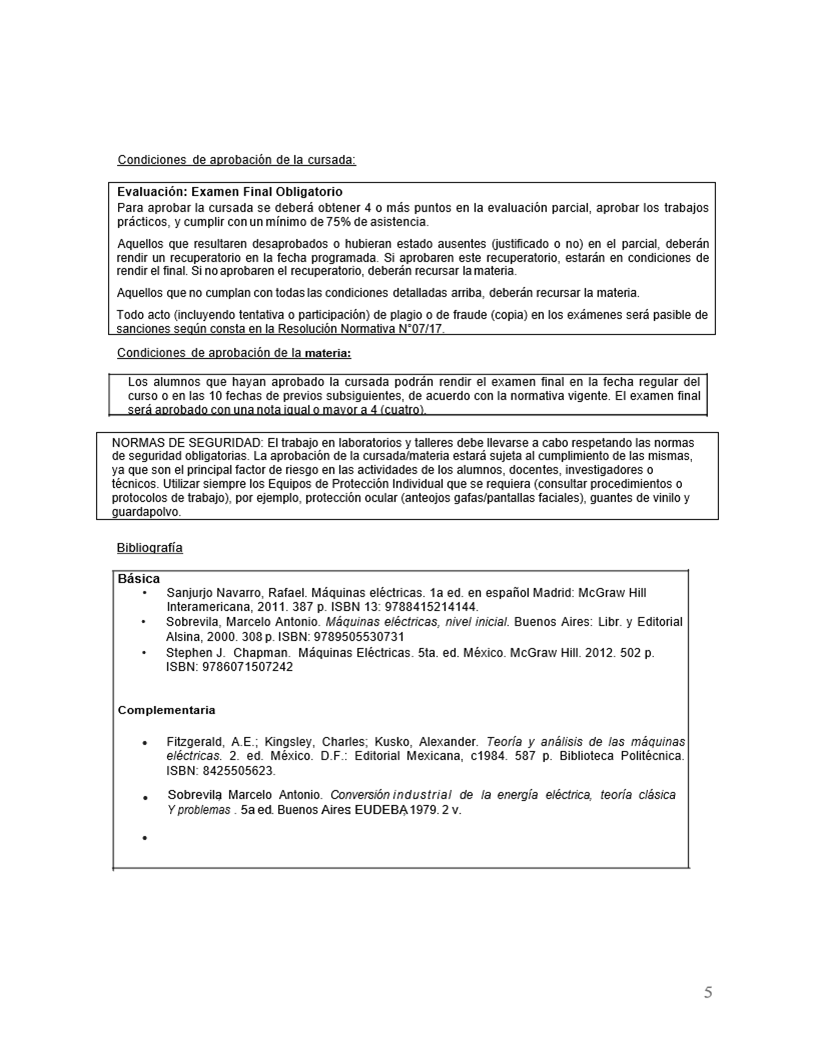 Condiciones de aprobación de la cursada:
Evaluación: Examen Final Obligatorio
Para aprobar la cursada se deberá obtener 4 o más puntos en la evaluación parcial, aprobar los trabajos
prácticos, y cumplir con un mínimo de 75% de asistencia.
Aquellos que resultaren desaprobados o hubieran estado ausentes (justificado o no) en el parcial, deberán
rendir un recuperatorio en la fecha programada. Si aprobaren este recuperatorio, estarán en condiciones de
rendir el final. Si no aprobaren el recuperatorio, deberán recursar la materia.
Aquellos que no cumplan con todas las condiciones detalladas arriba, deberán recursar la materia.
Todo acto (incluyendo tentativa o participación) de plagio o de fraude (copia) en los exámenes será pasible de
sanciones según consta en la Resolución Normativa N°07/17.
Condiciones de aprobación de la materia:
Los alumnos que hayan aprobado la cursada podrán rendir el examen final en la fecha regular del
curso o en las 10 fechas de previos subsiguientes, de acuerdo con la normativa vigente. El examen final
será aprobado con una nota igual o mayor a 4 (cuatro).
NORMAS DE SEGURIDAD: El trabajo en laboratorios y talleres debe llevarse a cabo respetando las normas
de seguridad obligatorias. La aprobación de la cursada/materia estará sujeta al cumplimiento de las mismas,
ya que son el principal factor de riesgo en las actividades de los alumnos, docentes, investigadores o
técnicos. Utilizar siempre los Equipos de Protección Individual que se requiera (consultar procedimientos o
protocolos de trabajo), por ejemplo, protección ocular (anteojos gafas/pantallas faciales), guantes de vinilo y
guardapolvo.
Bibliografía
Básica
• Sanjurjo Navarro, Rafael. Máquinas eléctricas. 1a ed. en español Madrid: McGraw Hill
Interamericana, 2011. 387 p. ISBN 13: 9788415214144.
• Sobrevila, Marcelo Antonio. Máquinas eléctricas, nivel inicial. Buenos Aires: Libr. y Editorial
Alsina, 2000. 308 p. ISBN: 9789505530731
• Stephen J. Chapman. Máquinas Eléctricas. 5ta. ed. México. McGraw Hill. 2012. 502 p.
ISBN: 9786071507242
Complementaria
• Fitzgerald, A.E.; Kingsley, Charles; Kusko, Alexander. Teoría y análisis de las máquinas
eléctricas. 2. ed. México. D.F.: Editorial Mexicana, c1984. 587 p. Biblioteca Politécnica.
ISBN: 8425505623.
• Sobrevila, Marcelo Antonio. Conversión industrial de la energía eléctrica, teoría clásica
Y problemas . 5a ed. Buenos Aires: EUDEBA, 1979. 2 v.
•
5